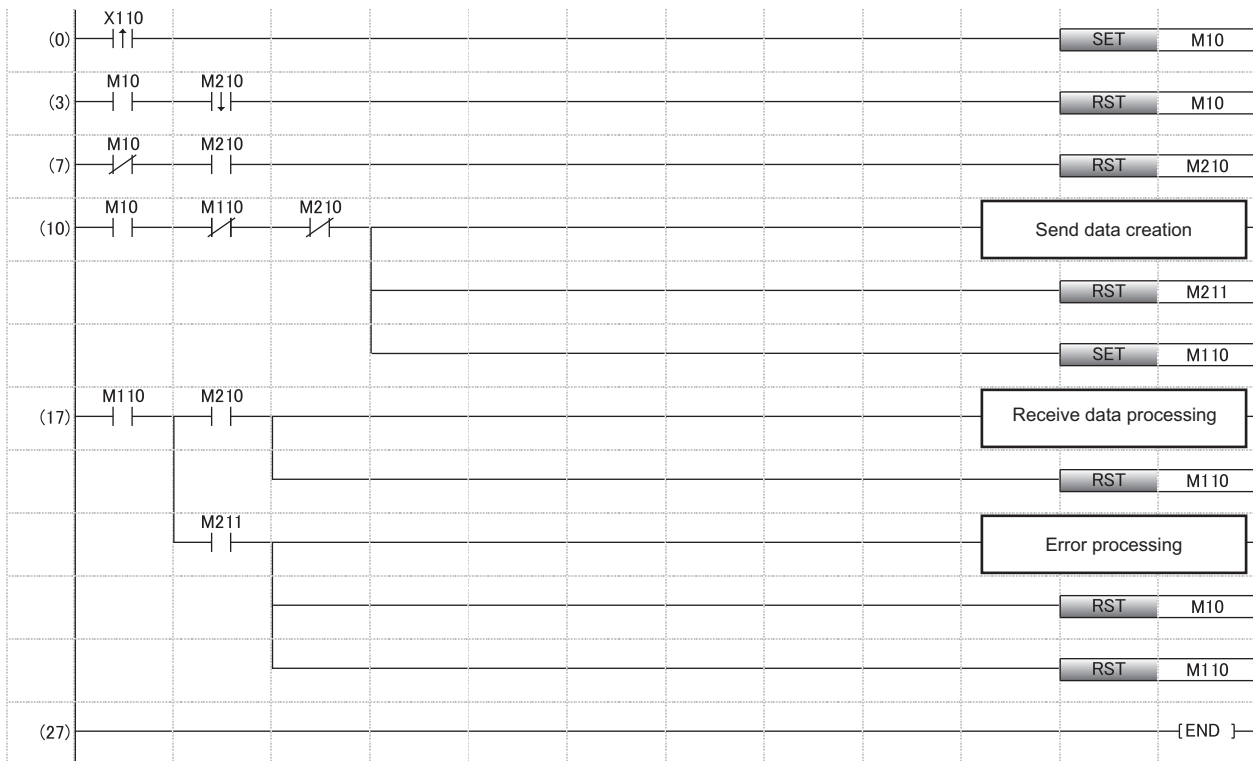 X110
(0) SET M10
M10 M210
(3) RST M10
M10 M210
(7) RST M210
M10 M110 M210
(10) Send data creation
RST M211
SET M110
M110 M210
(17) Receive data processing
RST M110
M211
Error processing
RST M10
RST M110
(27) [END ]